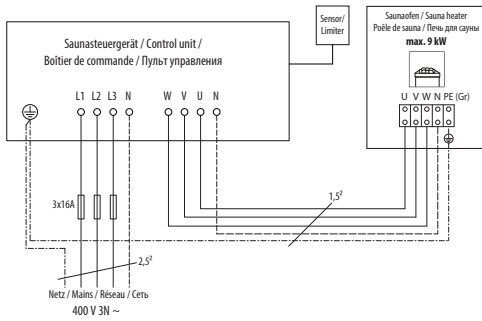 Saunasteuergerät / Control unit /
Boîtier de commande / Пульт управления
Sensor/
Limiter
Saunaofen / Sauna heater
Poêle de sauna / Печь для сауны
max. 9 kW
U V W N PE (Gr)
L1 L2 L3 N W V U N
3x16A
1,5²
2,5²
Netz / Mains / Réseau / Сеть
400 V 3N ~